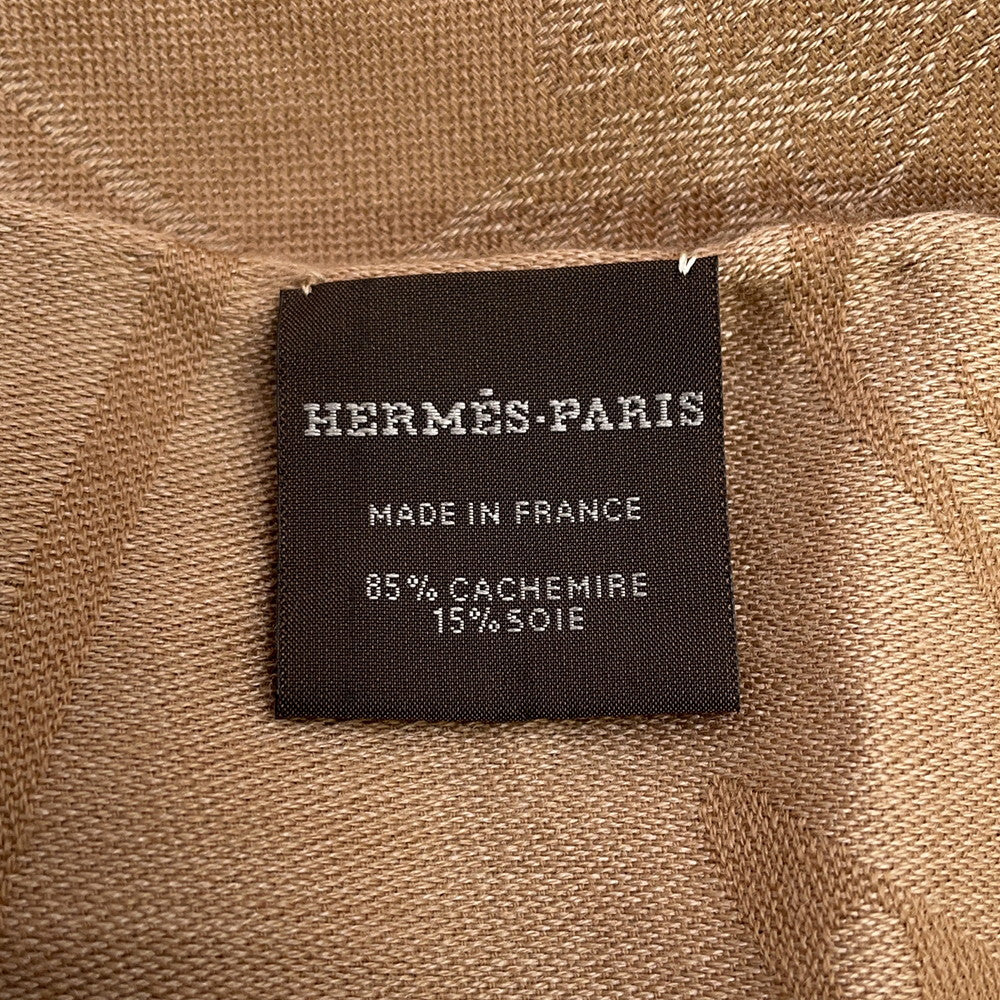 HERMÈS-PARIS
MADE IN FRANCE
85% CACHEMIRE
15% SOIE